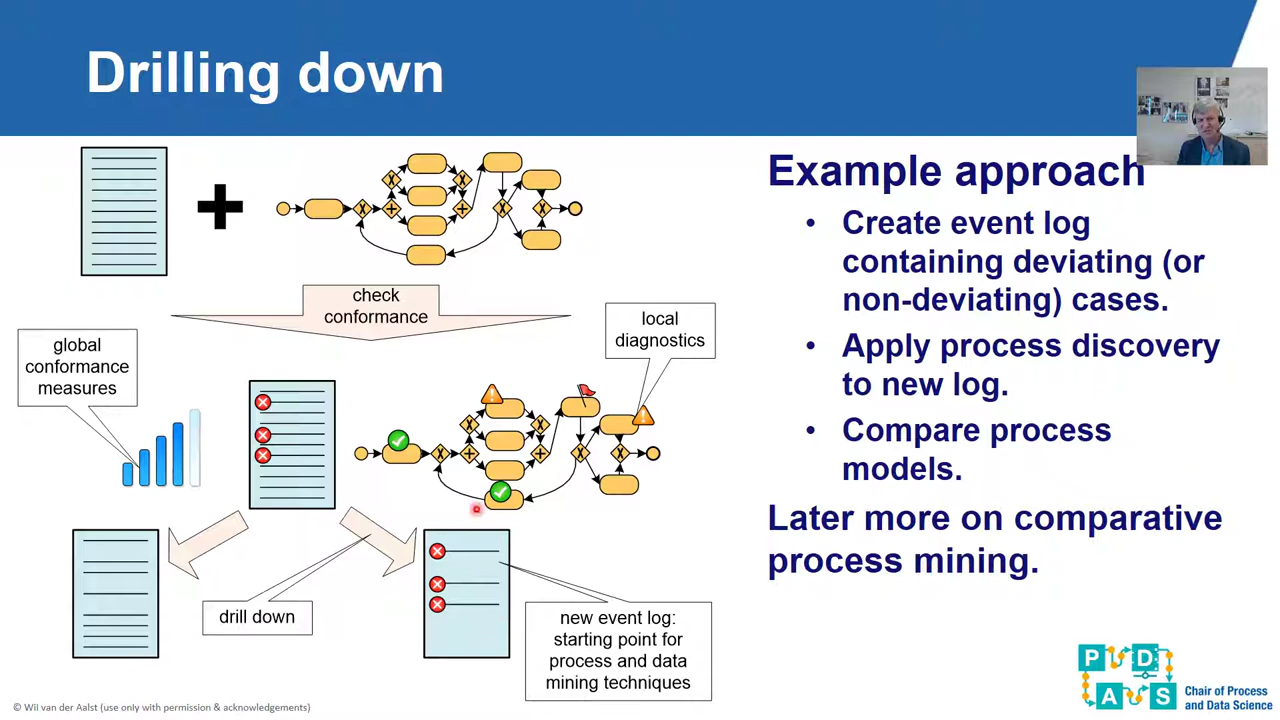 Drilling down
check
conformance
global
conformance
measures
local
diagnostics
drill down
new event log:
starting point for
process and data
mining techniques
Example approach
• Create event log
containing deviating (or
non-deviating) cases.
• Apply process discovery
to new log.
• Compare process
models.
Later more on comparative
process mining.
© Wil van der Aalst (use only with permission & acknowledgements)
P D
A S
Chair of Process
and Data Science